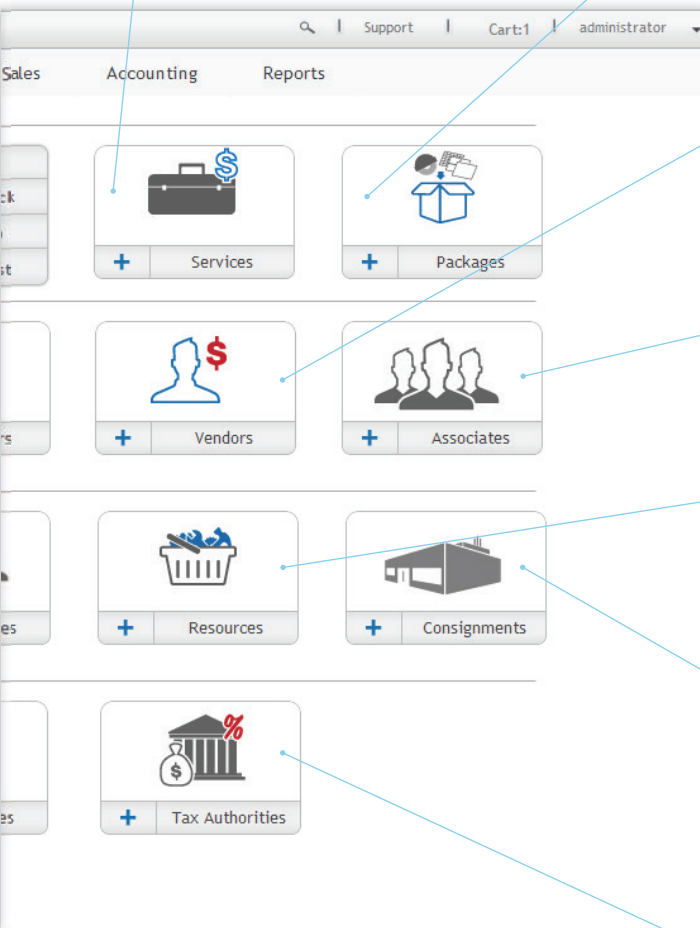 Support Cart:1 administrator
Sales Accounting Reports
$
+ Services
+ Packages
$
+ Vendors
+ Associates
+ Resources
+ Consignments
%
$
+ Tax Authorities